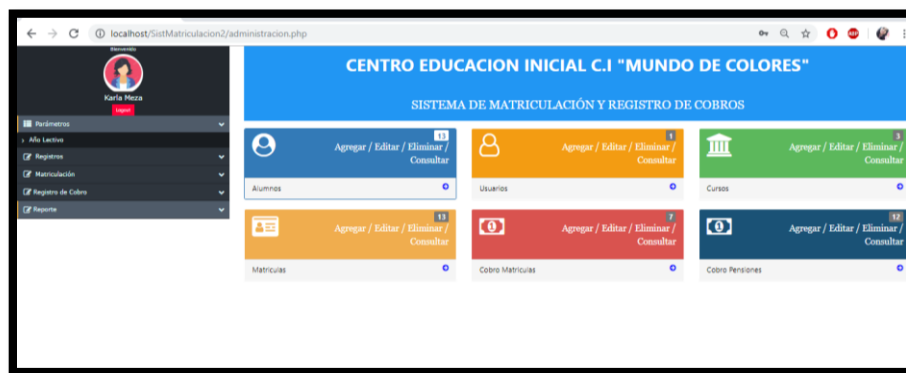 localhost/SistMatriculacion2/administracion.php
Bienvenido
Karla Meza
Logout
Parámetros
Año Lectivo
Registros
Matriculación
Registro de Cobro
Reporte
CENTRO EDUCACION INICIAL C.I "MUNDO DE COLORES"
SISTEMA DE MATRICULACIÓN Y REGISTRO DE COBROS
13
Agregar / Editar / Eliminar /
Consultar
Alumnos
1
Agregar / Editar / Eliminar /
Consultar
Usuarios
3
Agregar / Editar / Eliminar /
Consultar
Cursos
13
Agregar / Editar / Eliminar /
Consultar
Matriculas
7
Agregar / Editar / Eliminar /
Consultar
Cobro Matriculas
12
Agregar / Editar / Eliminar /
Consultar
Cobro Pensiones